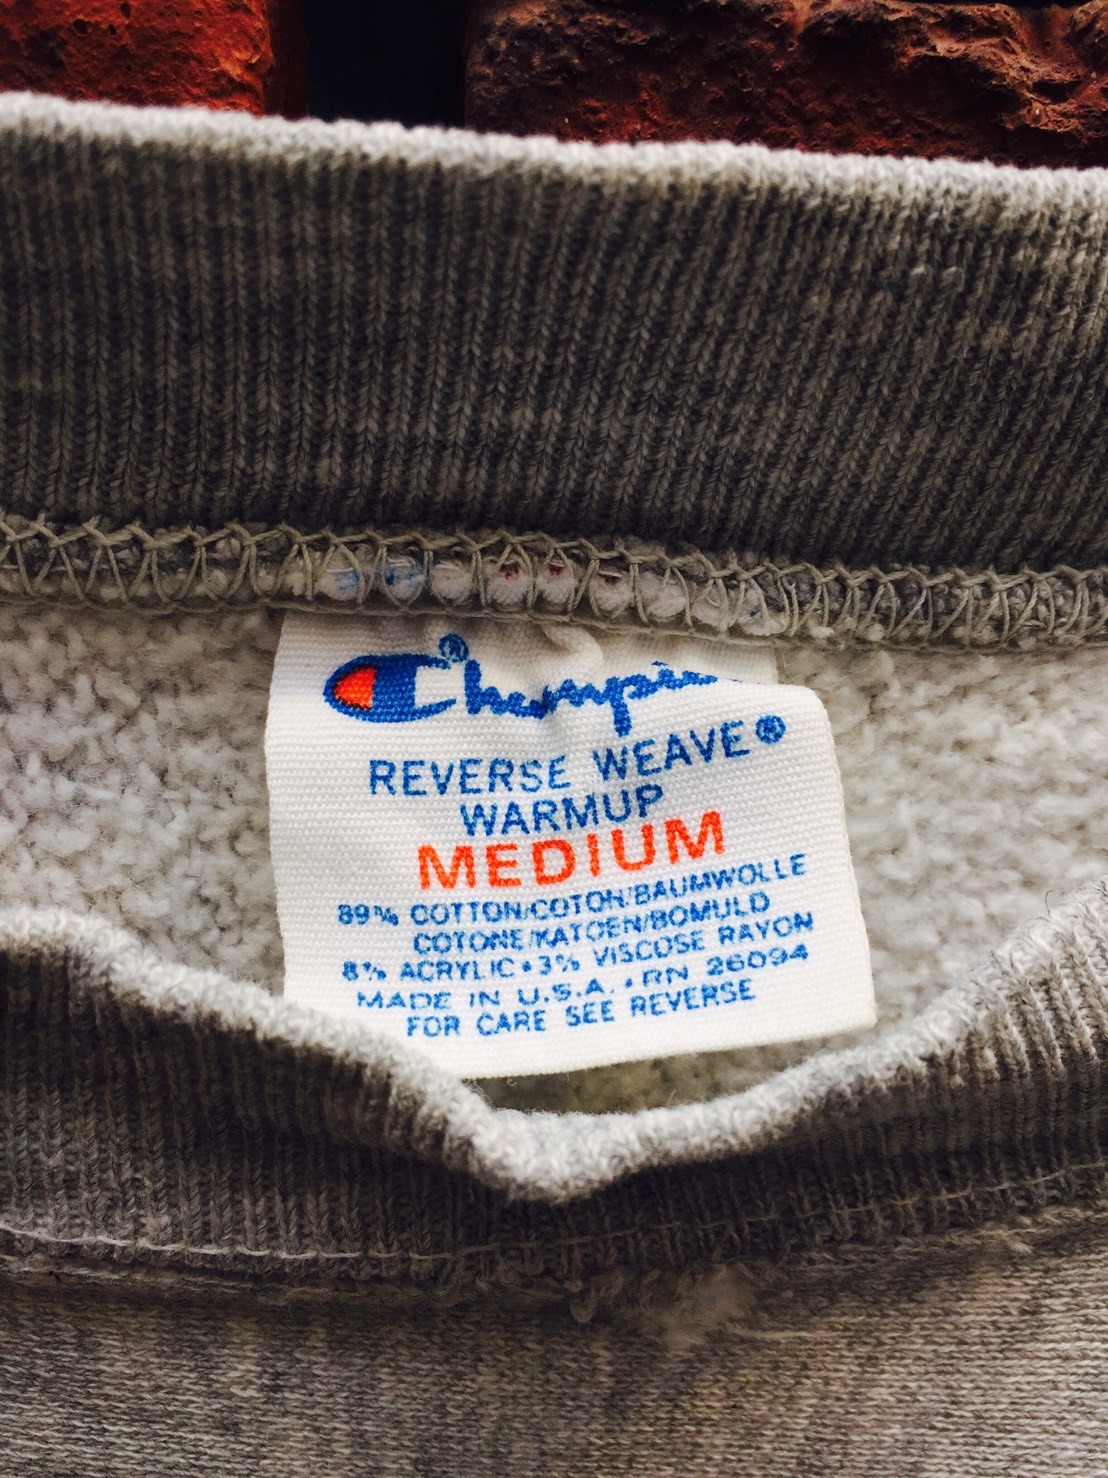 Champion®
REVERSE WEAVE®
WARMUP
MEDIUM
89% COTTON/COTON/BAUMWOLLE
COTONE/KATOEN/BOMULD
8% ACRYLIC • 3% VISCOSE RAYON
MADE IN U.S.A. • RN 26094
FOR CARE SEE REVERSE